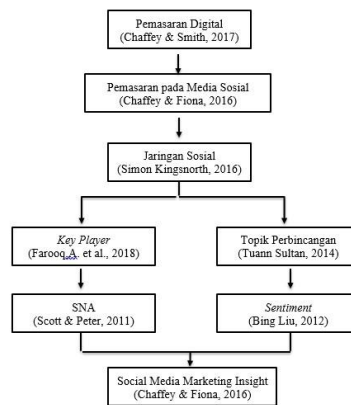 Pemasaran Digital
(Chaffey & Smith, 2017)
Pemasaran pada Media Sosial
(Chaffey & Fiona, 2016)
Jaringan Sosial
(Simon Kingsnorth, 2016)
Key Player
(Farooq,A. et al., 2018)
Topik Perbincangan
(Tuann Sultan, 2014)
SNA
(Scott & Peter, 2011)
Sentiment
(Bing Liu, 2012)
Social Media Marketing Insight
(Chaffey & Fiona, 2016)